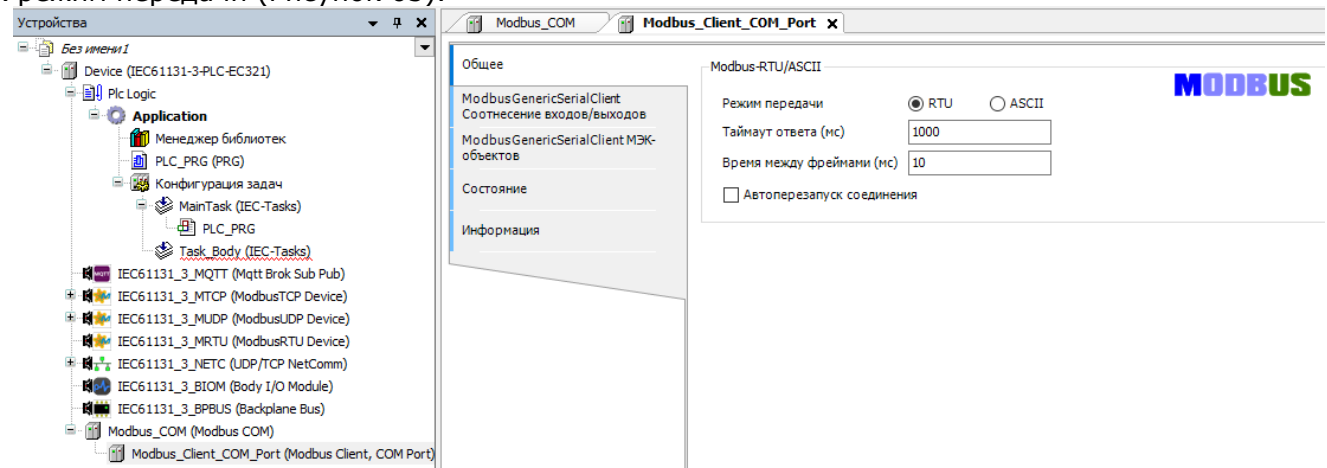 режим передачи (Рисунок 65).
Устройства
Без имени1
Device (IEC61131-3-PLC-EC321)
Plc Logic
Application
Менеджер библиотек
PLC_PRG (PRG)
Конфигурация задач
MainTask (IEC-Tasks)
PLC_PRG
Task_Body (IEC-Tasks)
IEC61131_3_MQTT (Mqtt Brok Sub Pub)
IEC61131_3_MTCP (ModbusTCP Device)
IEC61131_3_MUDP (ModbusUDP Device)
IEC61131_3_MRTU (ModbusRTU Device)
IEC61131_3_NETC (UDP/TCP NetComm)
IEC61131_3_BIOM (Body I/O Module)
IEC61131_3_BPBUS (Backplane Bus)
Modbus_COM (Modbus COM)
Modbus_Client_COM_Port (Modbus Client, COM Port)
Modbus_COM
Modbus_Client_COM_Port
Общее
ModbusGenericSerialClient
Соотнесение входов/выходов
ModbusGenericSerialClient МЭК-
объектов
Состояние
Информация
Modbus-RTU/ASCII
MODBUS
Режим передачи RTU ASCII
Таймаут ответа (мс) 1000
Время между фреймами (мс) 10
Автоперезапуск соединения